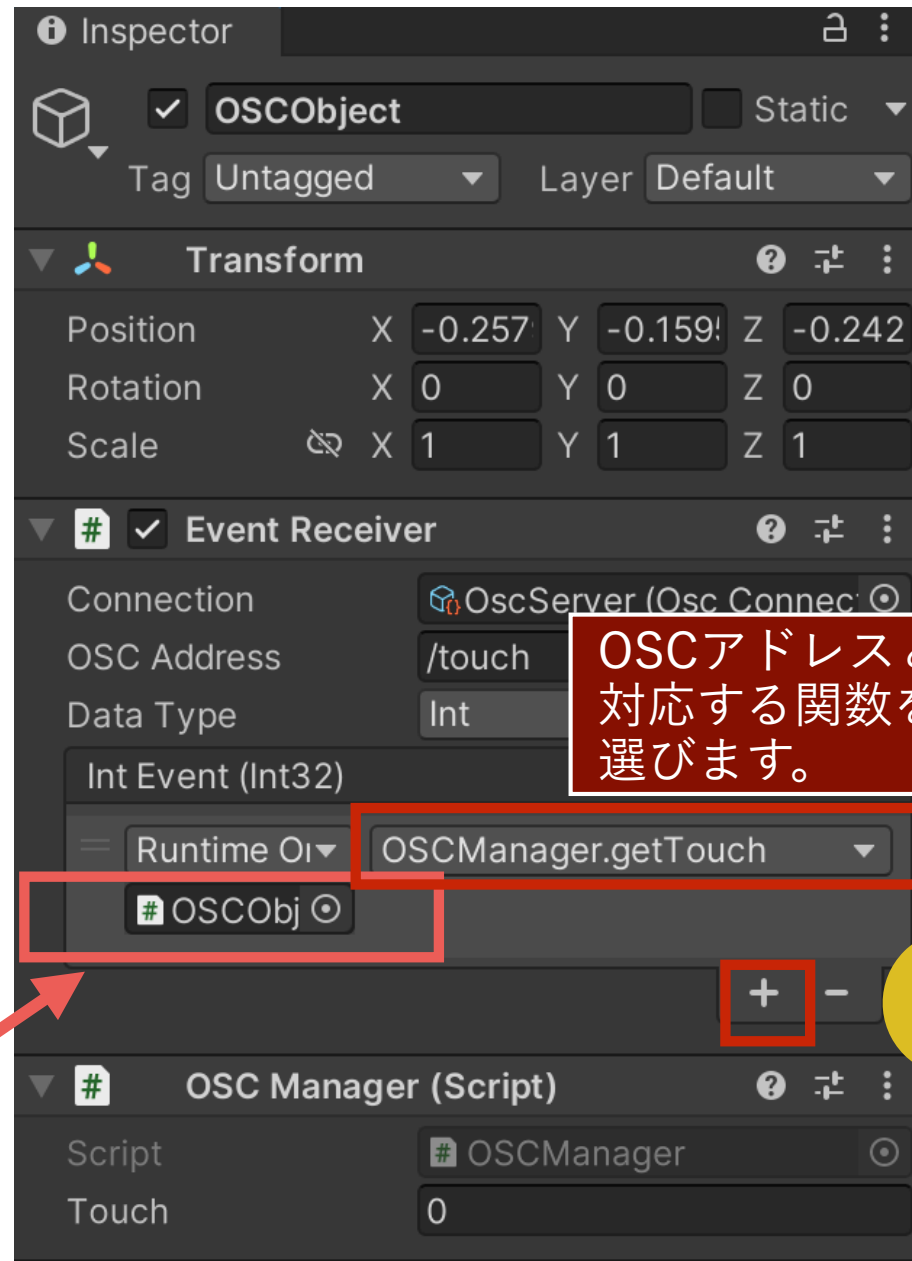 Inspector
OSCObject
Static
Tag Untagged Layer Default
Transform
Position X -0.257 Y -0.159 Z -0.242
Rotation X 0 Y 0 Z 0
Scale X 1 Y 1 Z 1
# Event Receiver
Connection OscServer (Osc Connec
OSC Address /touch
Data Type Int
OSCアドレス
対応する関数を
選びます。
Int Event (Int32)
Runtime O OSCManager.getTouch
# OSCObj
+ −
# OSC Manager (Script)
Script # OSCManager
Touch 0